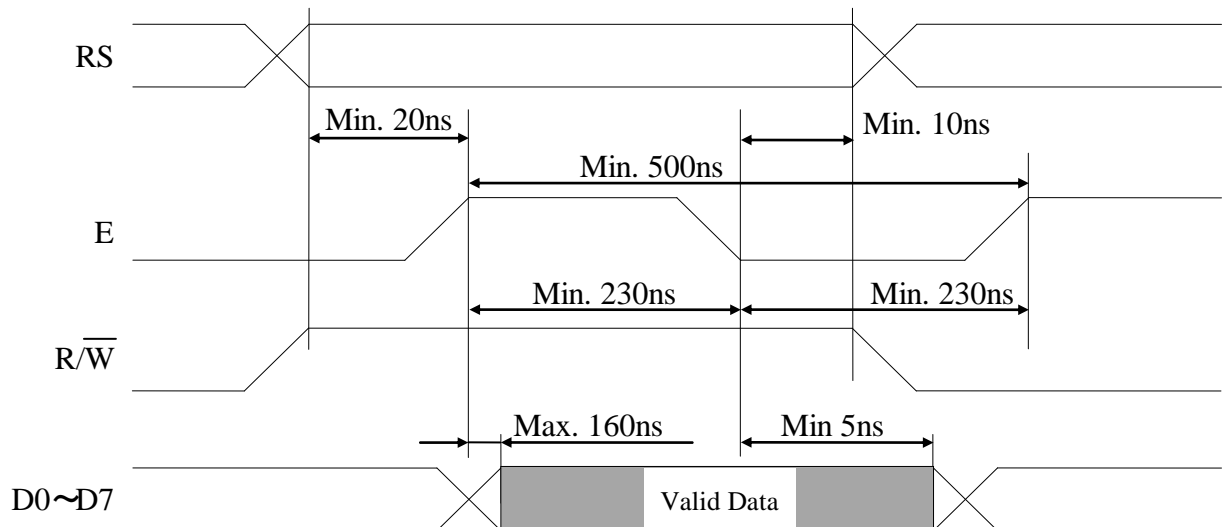 RS
Min. 20ns
Min. 10ns
Min. 500ns
E
Min. 230ns
Min. 230ns
R/W̅
Max. 160ns
Min 5ns
D0~D7
Valid Data